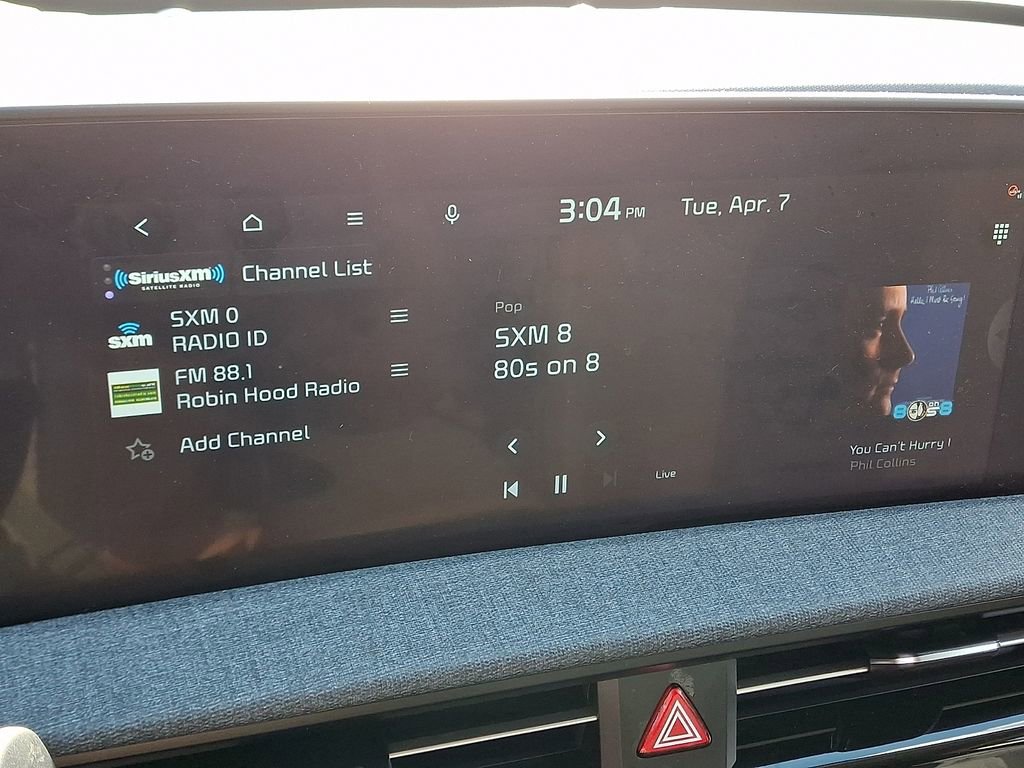 3:04 PM
Tue, Apr. 7
SiriusXM
SATELLITE RADIO
Channel List
sxm
SXM 0
RADIO ID
FM 88.1
Robin Hood Radio
Add Channel
Pop
SXM 8
80s on 8
Live
Phil Collins
Hello, I Must Be Going!
80s on 8
You Can't Hurry l
Phil Collins